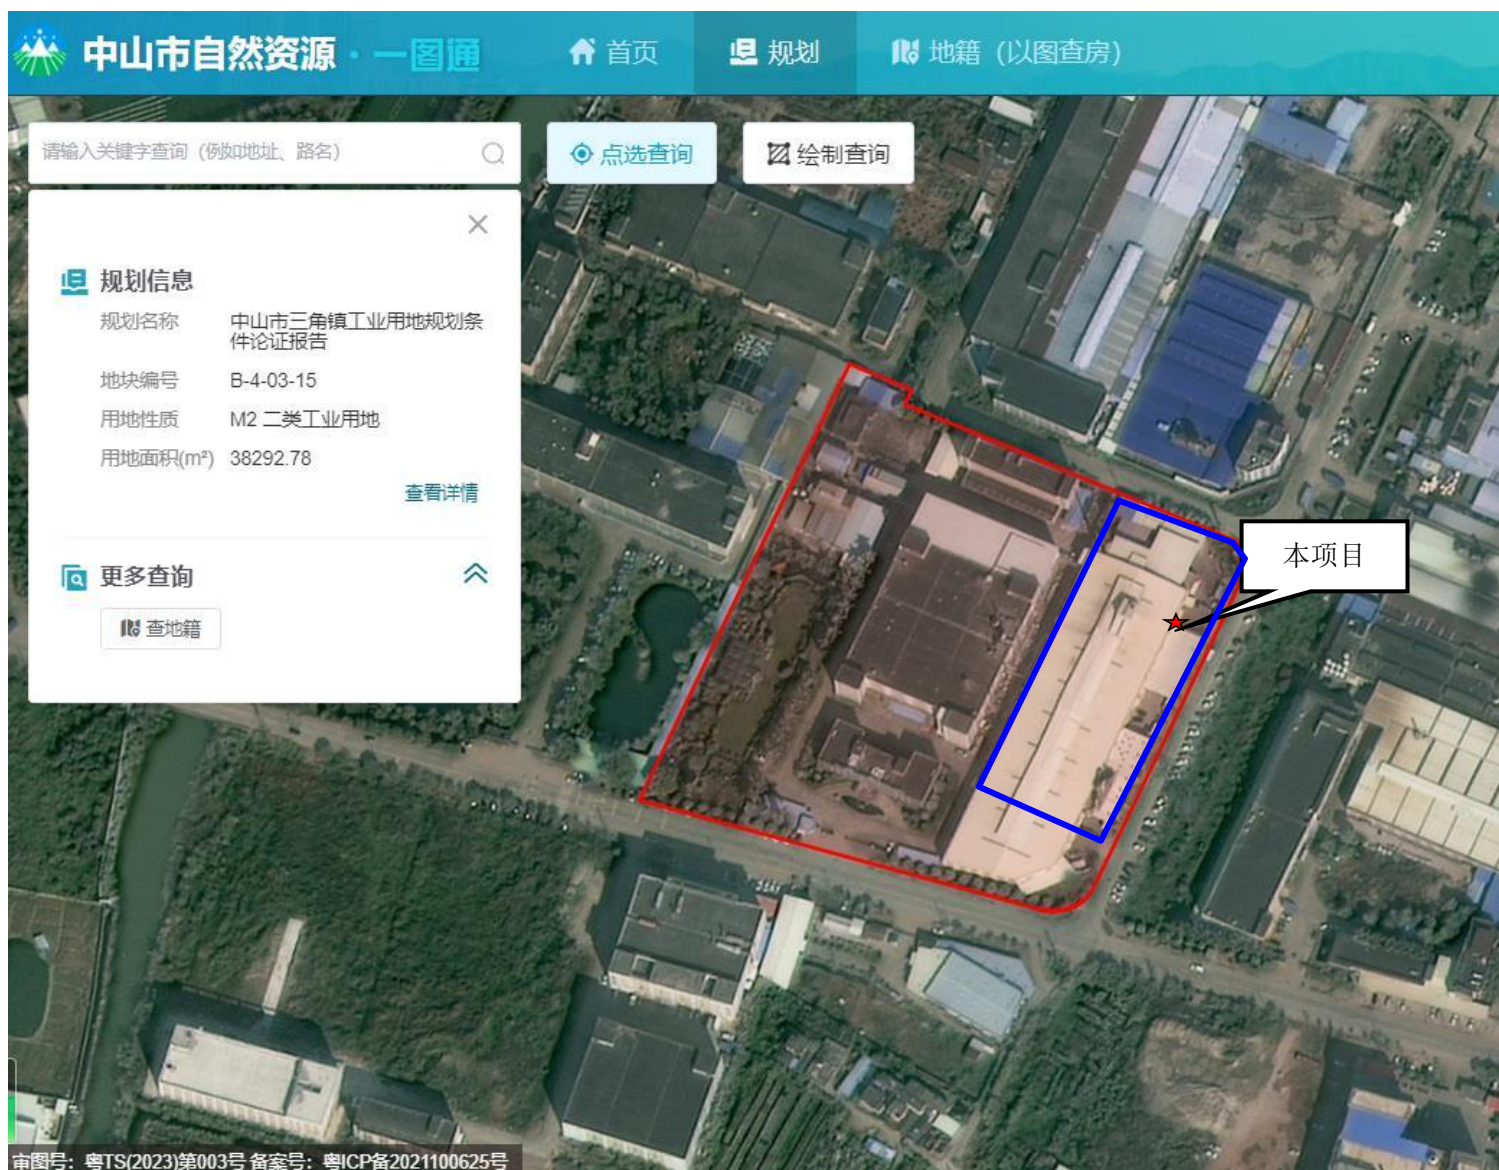 中山市自然资源·一图通
首页
规划
地籍（以图查房）
请输入关键字查询（例如地址、路名）
点选查询
绘制查询
规划信息
规划名称 中山市三角镇工业用地规划条
件论证报告
地块编号 B-4-03-15
用地性质 M2 二类工业用地
用地面积(m²) 38292.78
查看详情
更多查询
查地籍
本项目
审图号：粤TS(2023)第003号 备案号：粤ICP备2021100625号